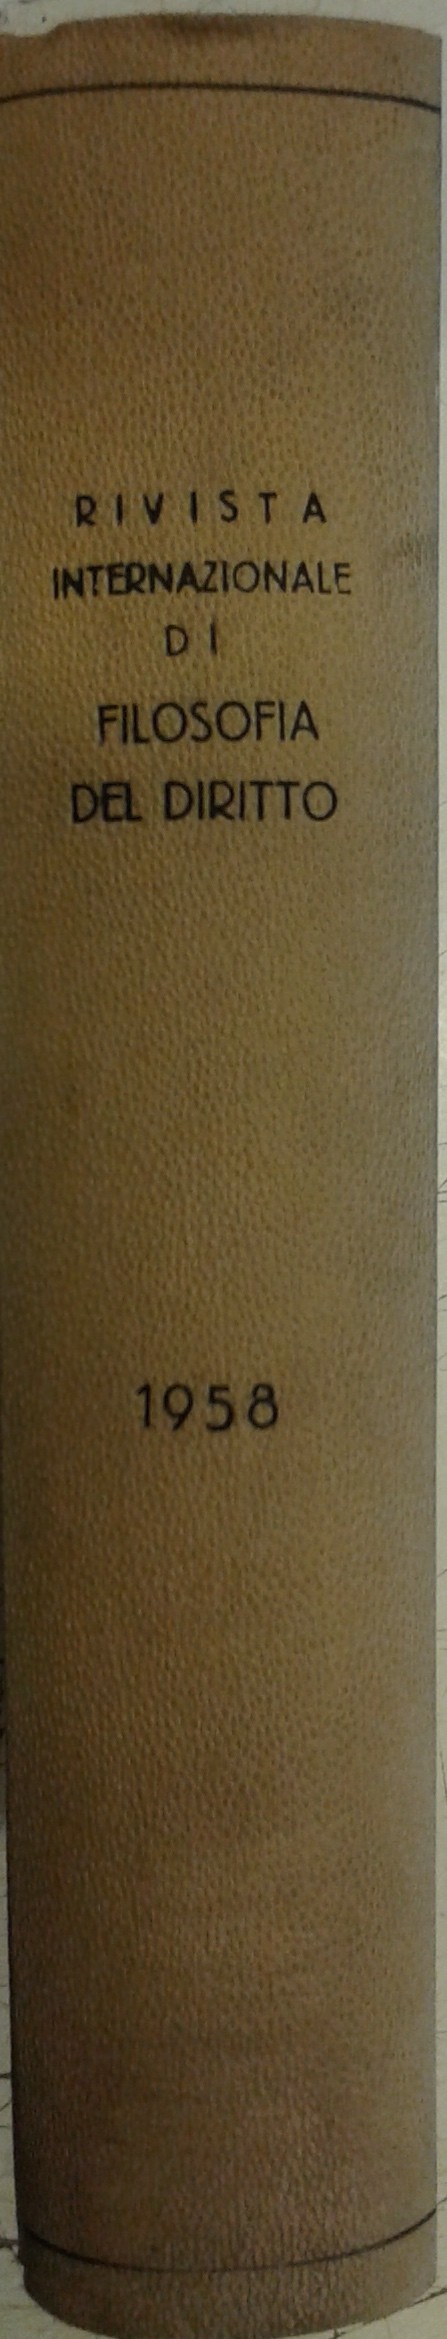 RIVISTA
INTERNAZIONALE
DI
FILOSOFIA
DEL DIRITTO
1958